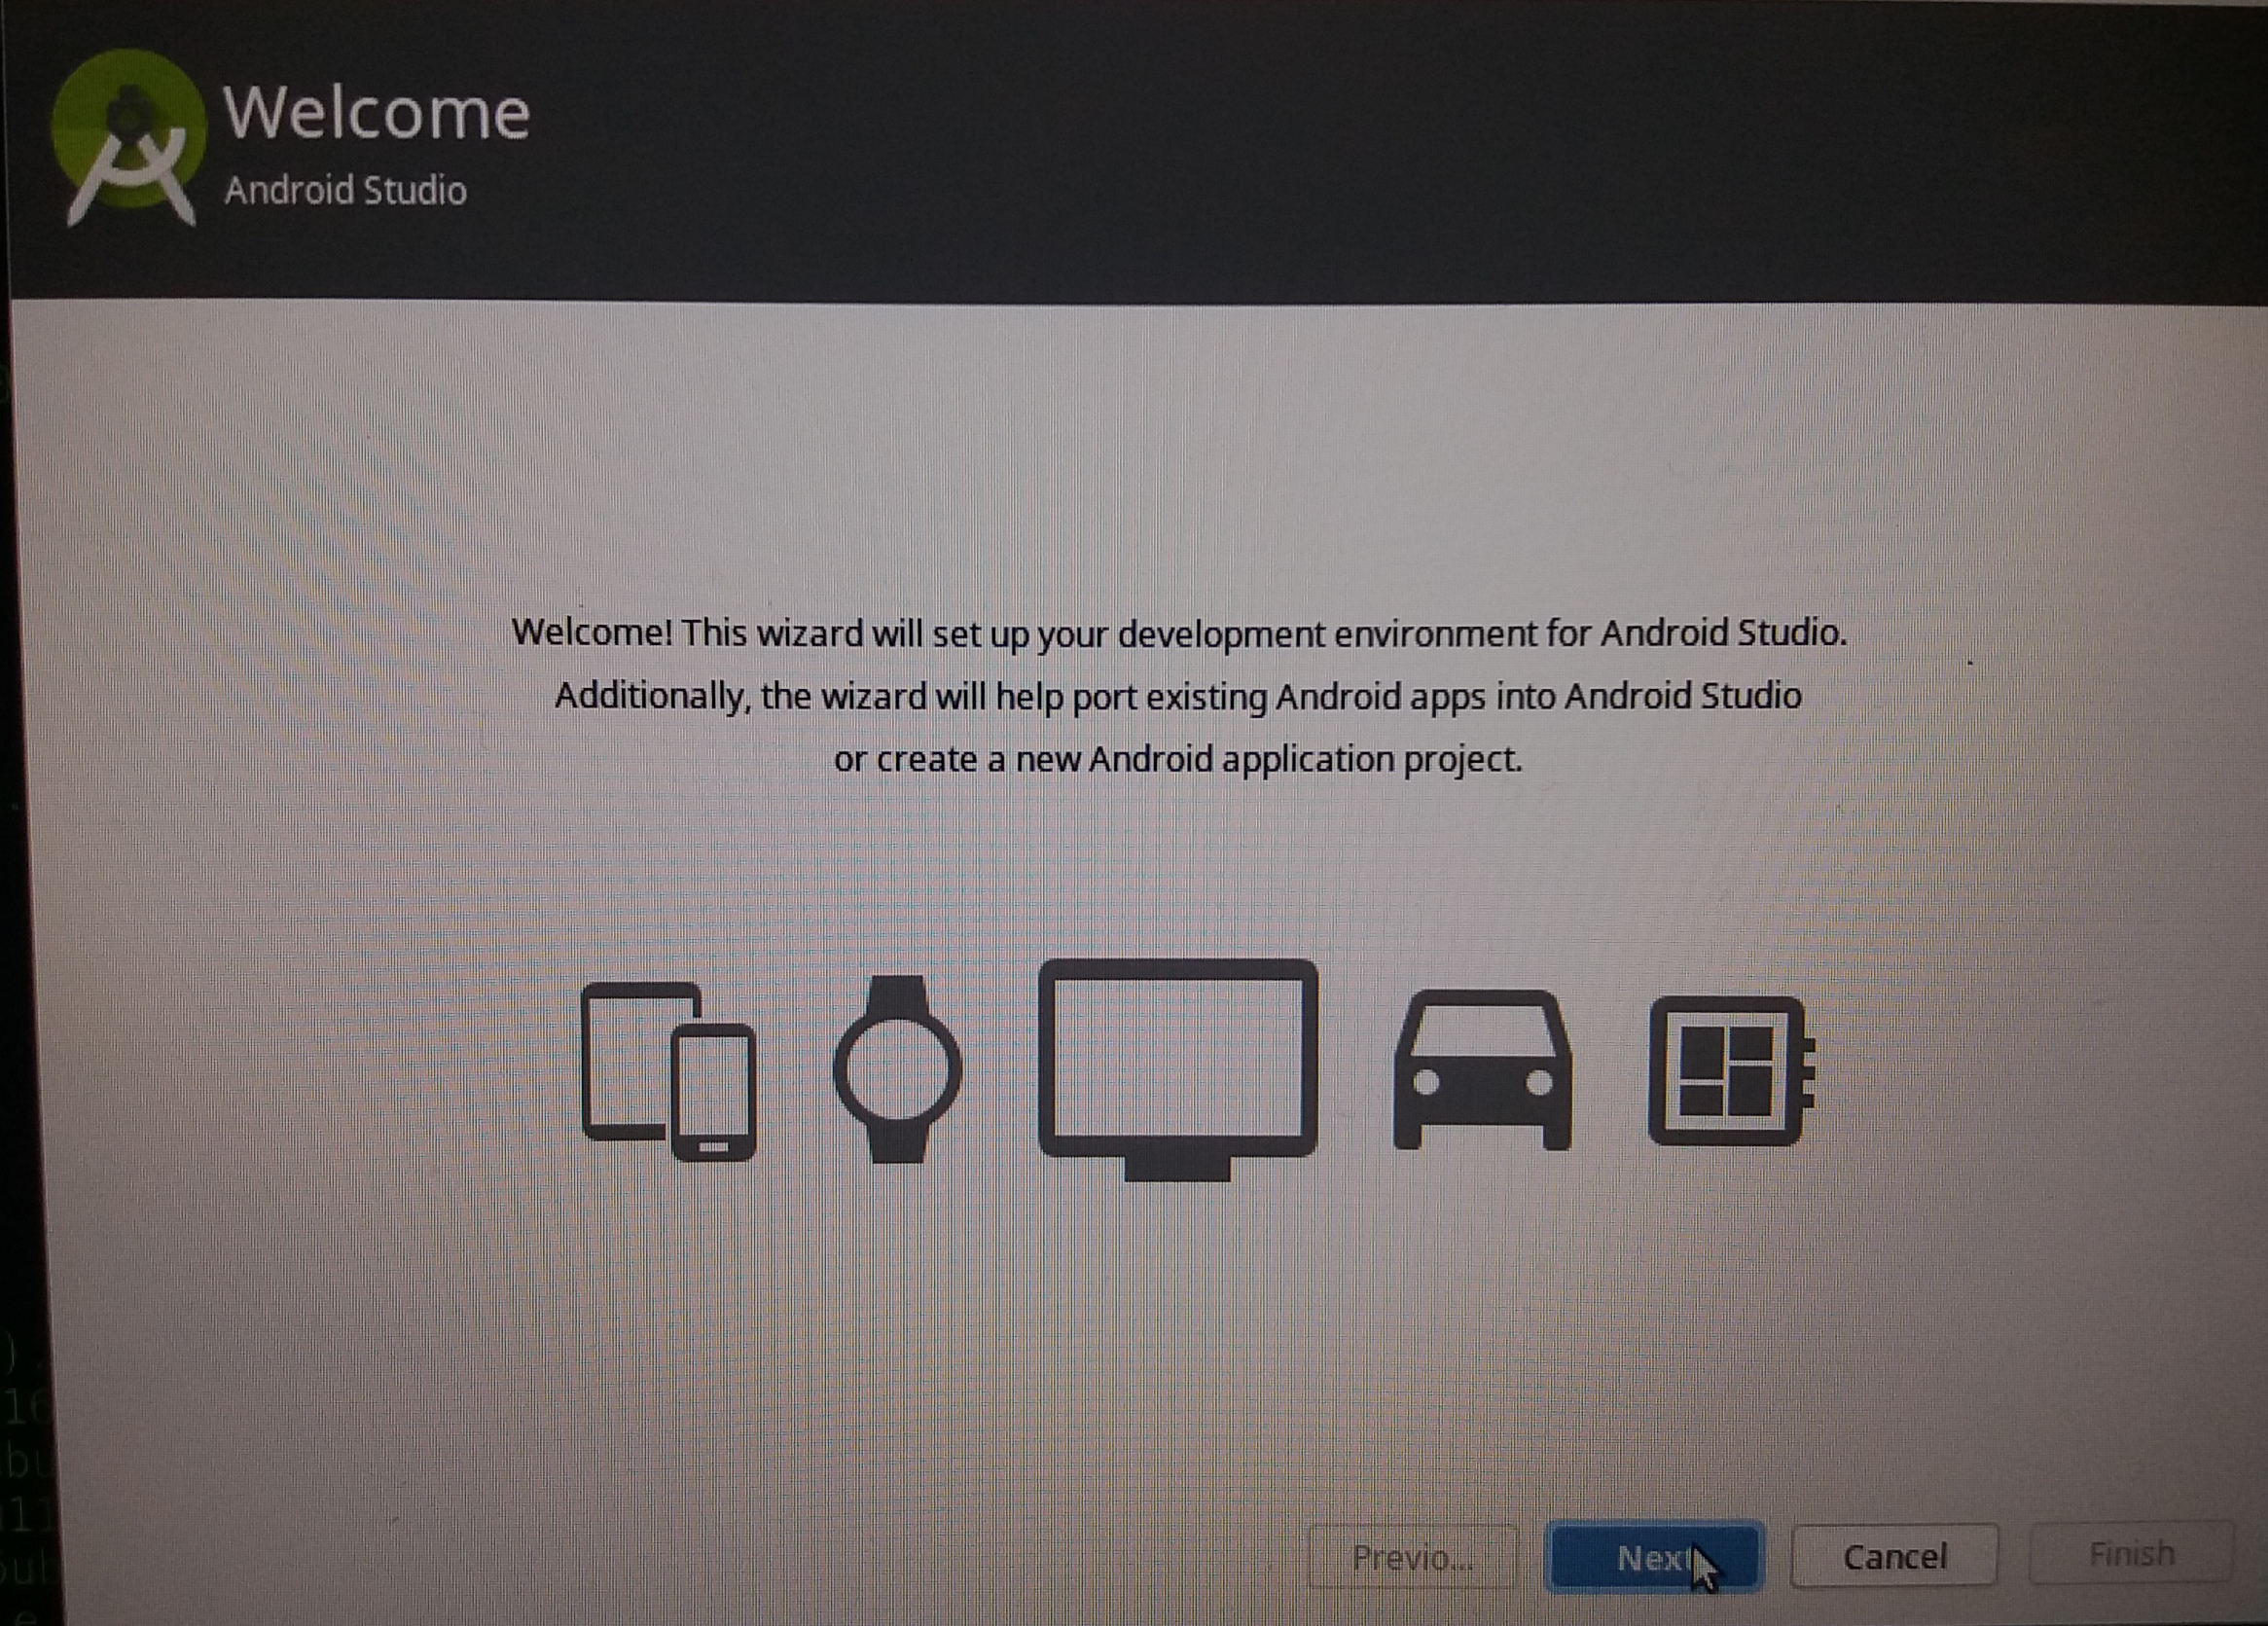 Welcome
Android Studio
Welcome! This wizard will set up your development environment for Android Studio.
Additionally, the wizard will help port existing Android apps into Android Studio
or create a new Android application project.
Previo...
Next
Cancel
Finish